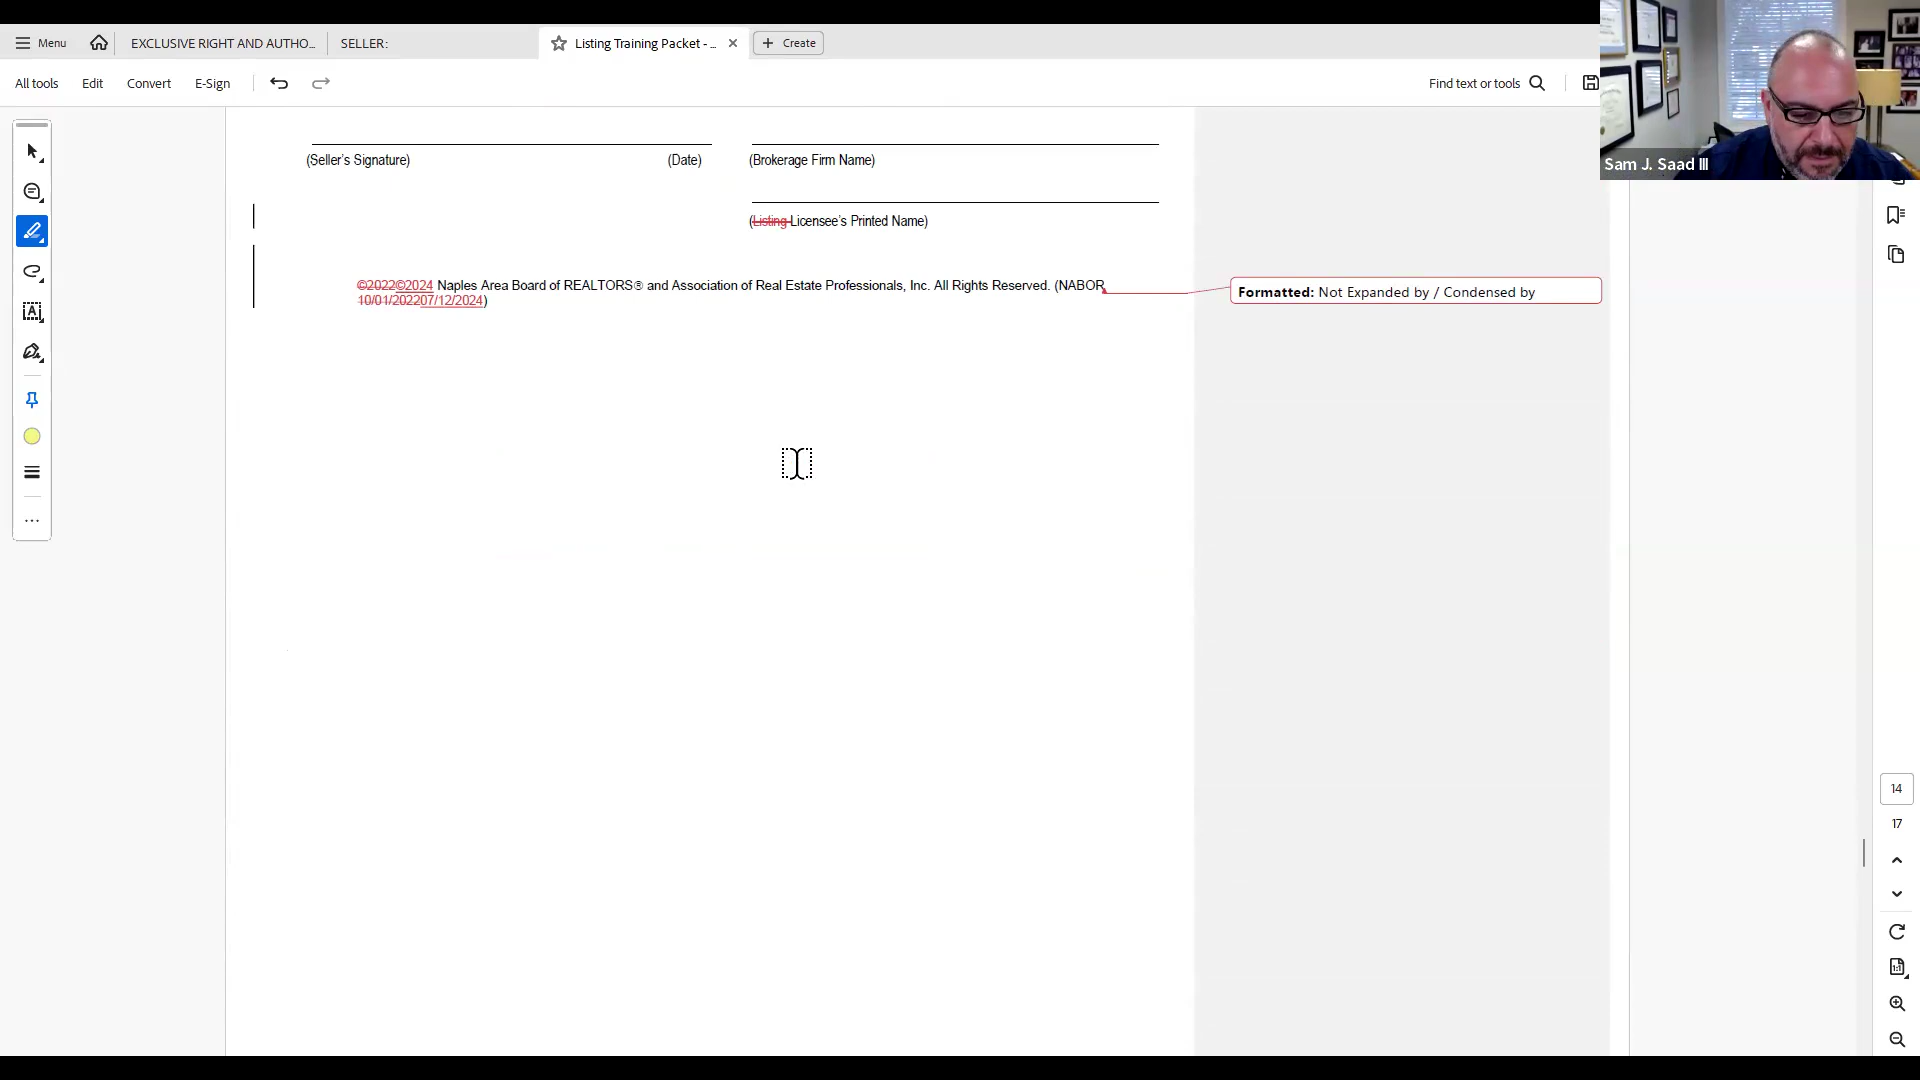 Menu
EXCLUSIVE RIGHT AND AUTHO...
SELLER:
Listing Training Packet - ...
Create
All tools
Edit
Convert
E-Sign
Find text or tools
Sam J. Saad III
(Seller's Signature)
(Date)
(Brokerage Firm Name)
(Listing Licensee's Printed Name)
©2022©2024 Naples Area Board of REALTORS® and Association of Real Estate Professionals, Inc. All Rights Reserved. (NABOR
10/01/202207/12/2024)
Formatted: Not Expanded by / Condensed by
14
17